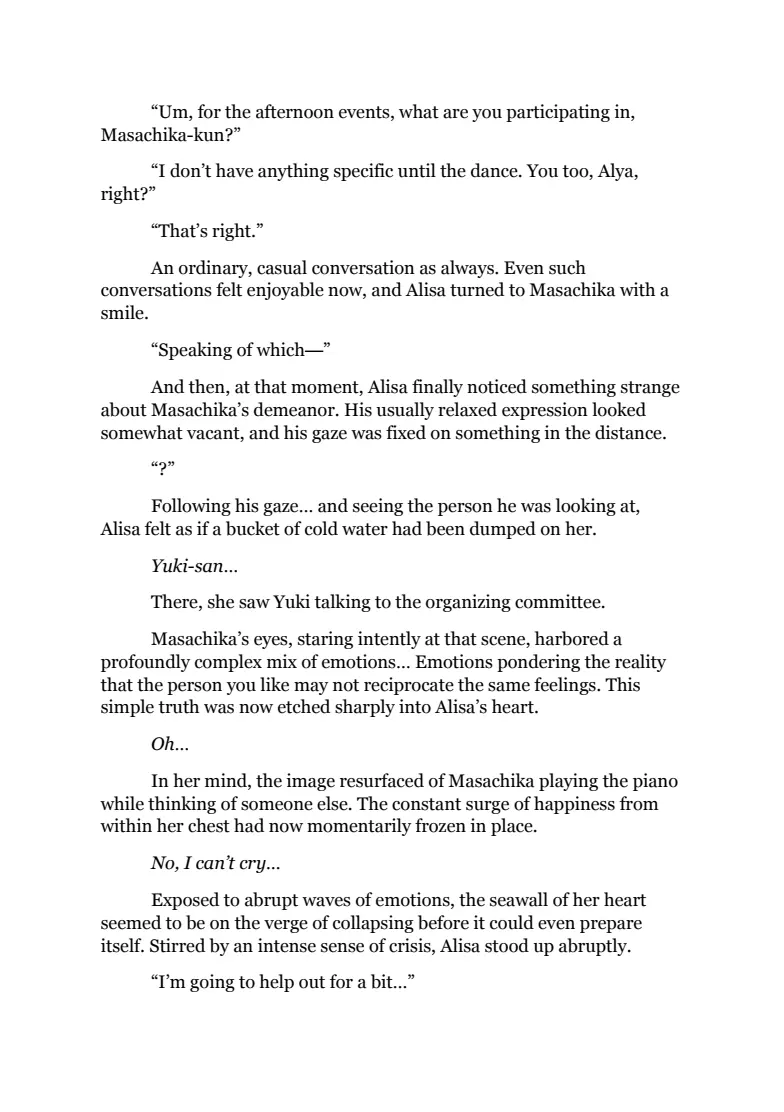 “Um, for the afternoon events, what are you participating in,
Masachika-kun?”
“I don’t have anything specific until the dance. You too, Alya,
right?”
“That’s right.”
An ordinary, casual conversation as always. Even such
conversations felt enjoyable now, and Alisa turned to Masachika with a
smile.
“Speaking of which—”
And then, at that moment, Alisa finally noticed something strange
about Masachika’s demeanor. His usually relaxed expression looked
somewhat vacant, and his gaze was fixed on something in the distance.
“?”
Following his gaze… and seeing the person he was looking at,
Alisa felt as if a bucket of cold water had been dumped on her.
Yuki-san…
There, she saw Yuki talking to the organizing committee.
Masachika’s eyes, staring intently at that scene, harbored a
profoundly complex mix of emotions… Emotions pondering the reality
that the person you like may not reciprocate the same feelings. This
simple truth was now etched sharply into Alisa’s heart.
Oh…
In her mind, the image resurfaced of Masachika playing the piano
while thinking of someone else. The constant surge of happiness from
within her chest had now momentarily frozen in place.
No, I can’t cry…
Exposed to abrupt waves of emotions, the seawall of her heart
seemed to be on the verge of collapsing before it could even prepare
itself. Stirred by an intense sense of crisis, Alisa stood up abruptly.
“I’m going to help out for a bit…”